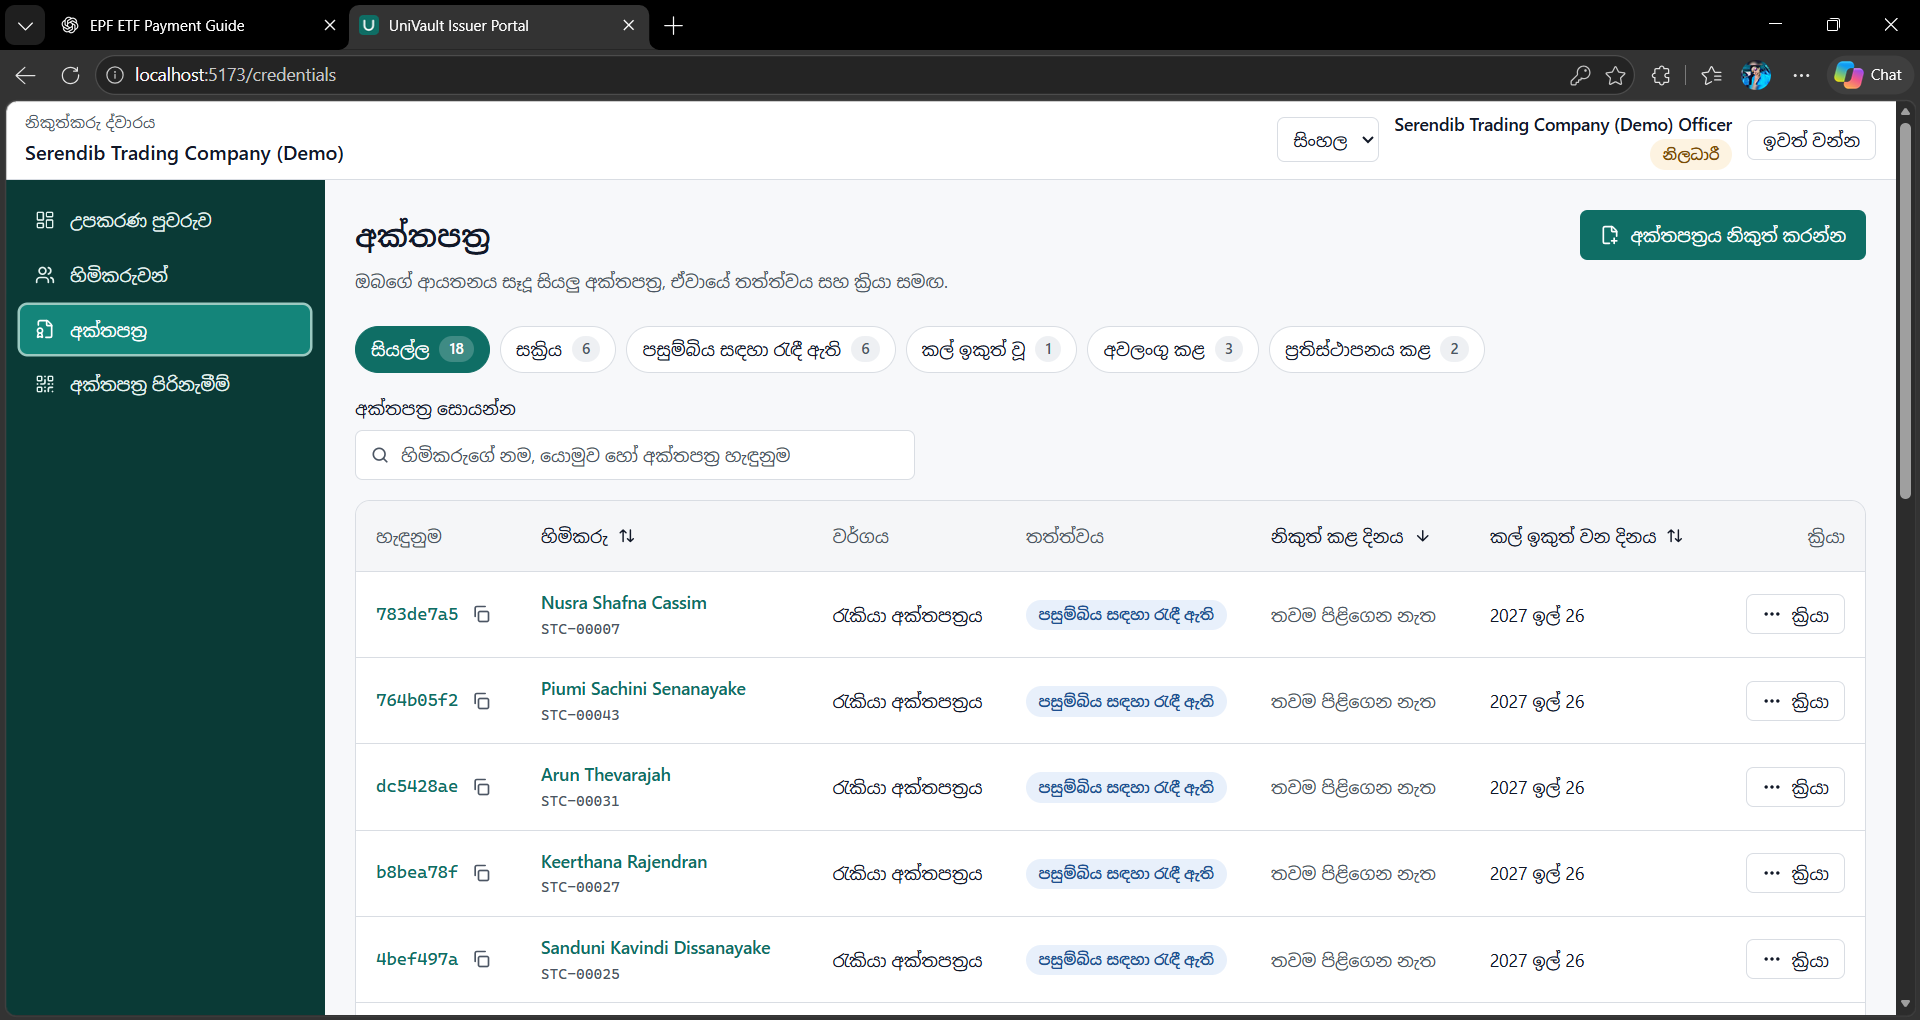 EPF ETF Payment Guide
UniVault Issuer Portal
localhost:5173/credentials
Chat
නිකුත්කරු ද්වාරය
Serendib Trading Company (Demo)
සිංහල
Serendib Trading Company (Demo) Officer
නිලධාරී
ඉවත් වන්න
උපකරණ පුවරුව
හිමිකරුවන්
අක්තපත්‍ර
අක්තපත්‍ර පිරිනැමීම්
අක්තපත්‍ර
ඔබගේ ආයතනය සෑදූ සියලු අක්තපත්‍ර, ඒවායේ තත්ත්වය සහ ක්‍රියා සමඟ.
අක්තපත්‍රය නිකුත් කරන්න
සියල්ල 18
සක්‍රිය 6
පසුම්බිය සඳහා රැඳී ඇති 6
කල් ඉකුත් වූ 1
අවලංගු කළ 3
ප්‍රතිස්ථාපනය කළ 2
අක්තපත්‍ර සොයන්න
හිමිකරුගේ නම, යොමුව හෝ අක්තපත්‍ර හැඳුනුම
හැඳුනුම හිමිකරු වර්ගය තත්ත්වය නිකුත් කළ දිනය කල් ඉකුත් වන දිනය ක්‍රියා
783de7a5 Nusra Shafna Cassim රැකියා අක්තපත්‍රය පසුම්බිය සඳහා රැඳී ඇති තවම පිළිගෙන නැත 2027 ඉල් 26 ක්‍රියා
STC-00007
764b05f2 Piumi Sachini Senanayake රැකියා අක්තපත්‍රය පසුම්බිය සඳහා රැඳී ඇති තවම පිළිගෙන නැත 2027 ඉල් 26 ක්‍රියා
STC-00043
dc5428ae Arun Thevarajah රැකියා අක්තපත්‍රය පසුම්බිය සඳහා රැඳී ඇති තවම පිළිගෙන නැත 2027 ඉල් 26 ක්‍රියා
STC-00031
b8bea78f Keerthana Rajendran රැකියා අක්තපත්‍රය පසුම්බිය සඳහා රැඳී ඇති තවම පිළිගෙන නැත 2027 ඉල් 26 ක්‍රියා
STC-00027
4bef497a Sanduni Kavindi Dissanayake රැකියා අක්තපත්‍රය පසුම්බිය සඳහා රැඳී ඇති තවම පිළිගෙන නැත 2027 ඉල් 26 ක්‍රියා
STC-00025